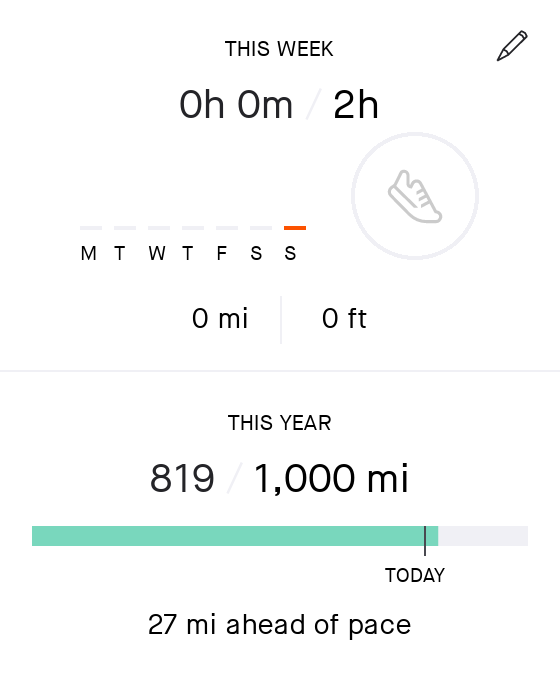 THIS WEEK
0h 0m / 2h
M T W T F S S
0 mi 0 ft
THIS YEAR
819 / 1,000 mi
TODAY
27 mi ahead of pace